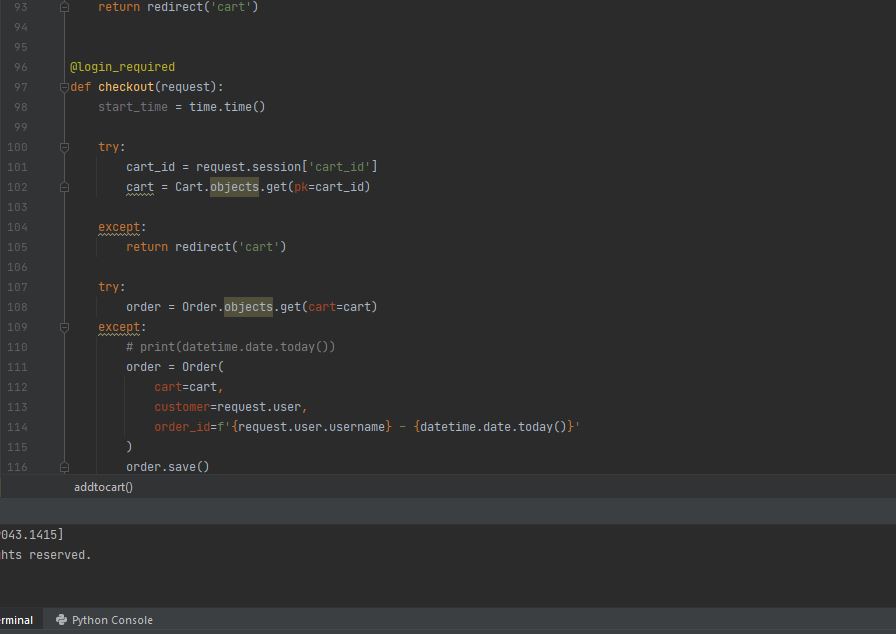 93 return redirect('cart')
94
95
96 @login_required
97 def checkout(request):
98 start_time = time.time()
99
100 try:
101 cart_id = request.session['cart_id']
102 cart = Cart.objects.get(pk=cart_id)
103
104 except:
105 return redirect('cart')
106
107 try:
108 order = Order.objects.get(cart=cart)
109 except:
110 # print(datetime.date.today())
111 order = Order(
112 cart=cart,
113 customer=request.user,
114 order_id=f'{request.user.username} - {datetime.date.today()}'
115 )
116 order.save()
addtocart()
043.1415]
hts reserved.
rminal Python Console